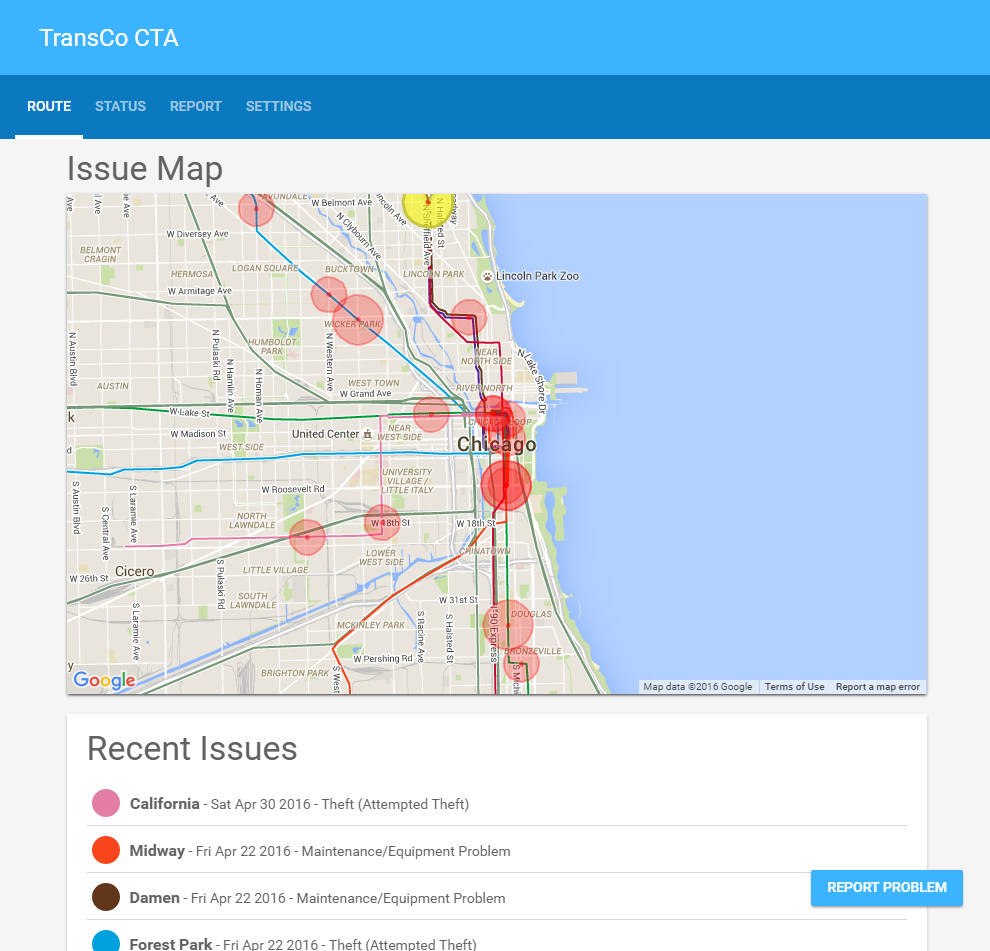 TransCo CTA
ROUTE STATUS REPORT SETTINGS
Issue Map
W Belmont Ave
N Clybourn Ave
W Diversey Ave
BELMONT
CRAGIN
HERMOSA
LOGAN SQUARE
BUCKTOWN
LINCOLN PARK
Lincoln Park Zoo
W Armitage Ave
WICKER PARK
HUMBOLDT
PARK
N Austin Blvd
N Pulaski Rd
N Hamlin Ave
N Homan Ave
N Western Ave
NEAR
NORTH SIDE
N Lake Shore Dr
AUSTIN
WEST TOWN
W Grand Ave
RIVER NORTH
W Lake St
W Madison St
United Center
NEAR
WEST SIDE
CHICAGO LOOP
WEST SIDE
Chicago
UNIVERSITY
VILLAGE /
LITTLE ITALY
W Roosevelt Rd
S Austin Blvd
S Central Ave
S Laramie Ave
NORTH
LAWNDALE
W 18th St
W 18th St
LOWER
WEST SIDE
CHINATOWN
Cicero
LITTLE VILLAGE
W 26th St
S Pulaski Rd
SOUTH
LAWNDALE
W 31st St
S Laramie Ave
MCKINLEY PARK
S Racine Ave
S Halsted St
I-90 Express
DOUGLAS
BRONZEVILLE
W Pershing Rd
BRIGHTON PARK
Google
Map data ©2016 Google Terms of Use Report a map error
Recent Issues
California - Sat Apr 30 2016 - Theft (Attempted Theft)
Midway - Fri Apr 22 2016 - Maintenance/Equipment Problem
Damen - Fri Apr 22 2016 - Maintenance/Equipment Problem
REPORT PROBLEM
Forest Park - Fri Apr 22 2016 - Theft (Attempted Theft)